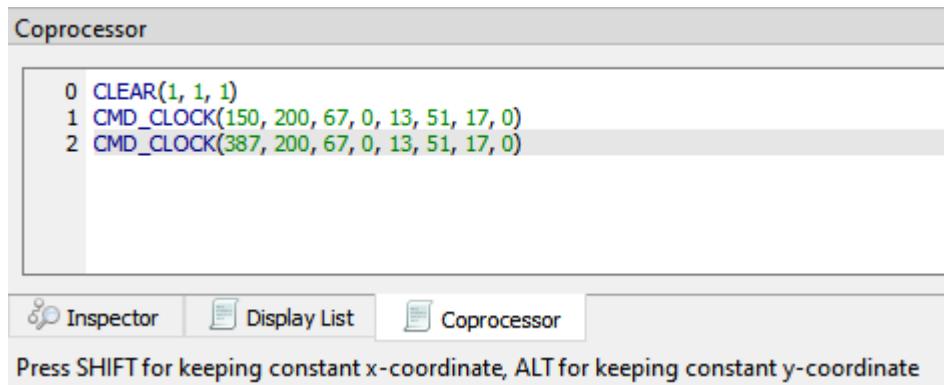 Coprocessor
0 CLEAR(1, 1, 1)
1 CMD_CLOCK(150, 200, 67, 0, 13, 51, 17, 0)
2 CMD_CLOCK(387, 200, 67, 0, 13, 51, 17, 0)
Inspector Display List Coprocessor
Press SHIFT for keeping constant x-coordinate, ALT for keeping constant y-coordinate